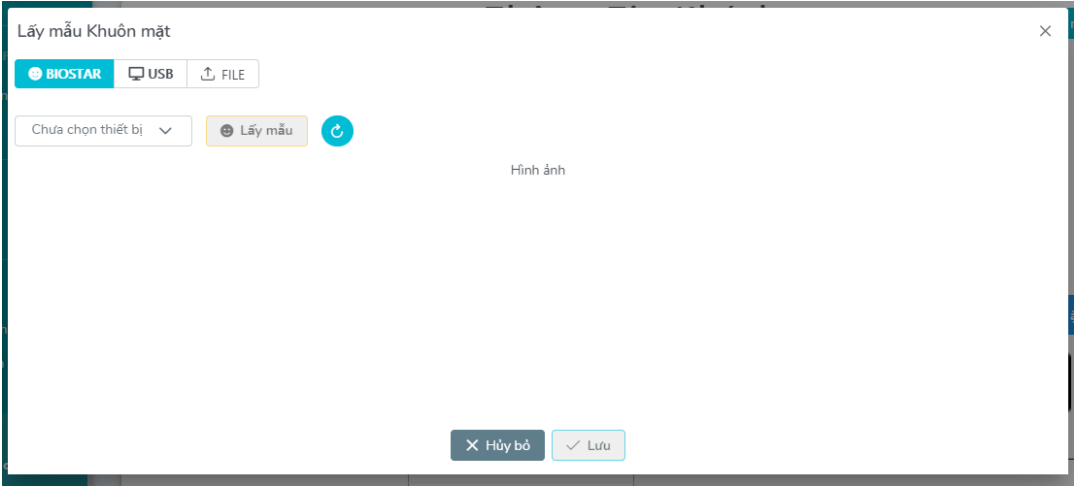 Lấy mẫu Khuôn mặt
BIOSTAR USB FILE
Chưa chọn thiết bị Lấy mẫu
Hình ảnh
Hủy bỏ Lưu